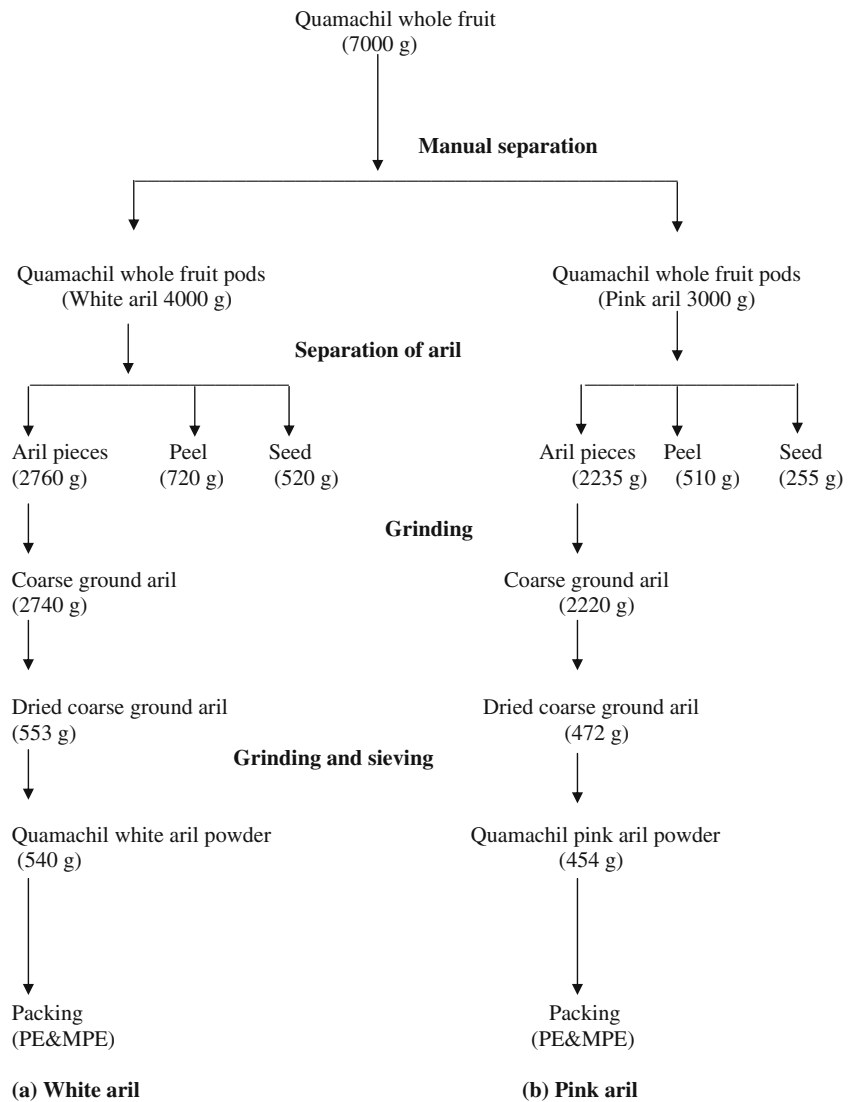 Quamachil whole fruit
(7000 g)
Manual separation
Quamachil whole fruit pods
(White aril 4000 g)
Quamachil whole fruit pods
(Pink aril 3000 g)
Separation of aril
Aril pieces Peel Seed
(2760 g) (720 g) (520 g)
Aril pieces Peel Seed
(2235 g) (510 g) (255 g)
Grinding
Coarse ground aril
(2740 g)
Coarse ground aril
(2220 g)
Dried coarse ground aril
(553 g)
Dried coarse ground aril
(472 g)
Grinding and sieving
Quamachil white aril powder
(540 g)
Quamachil pink aril powder
(454 g)
Packing
(PE&MPE)
Packing
(PE&MPE)
(a) White aril
(b) Pink aril